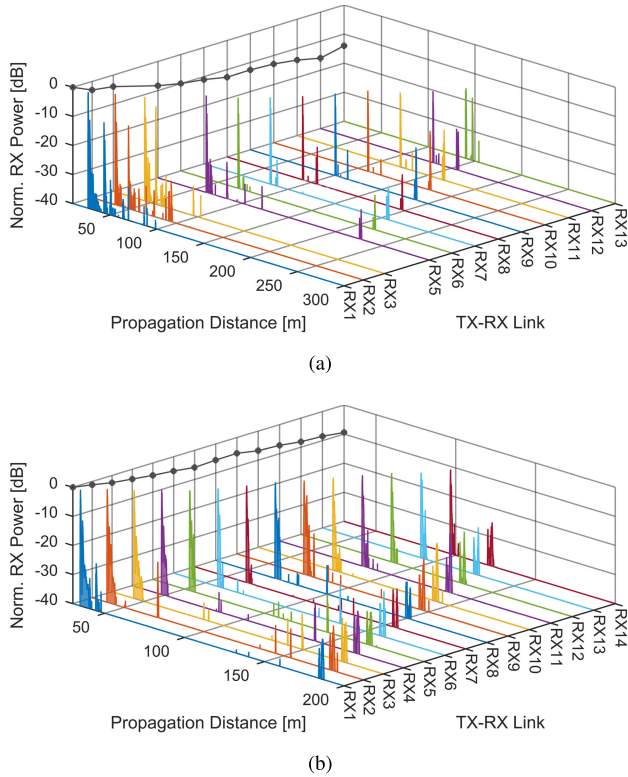 (a)
Norm. RX Power [dB]
0
-10
-20
-30
-40
50
100
150
200
250
300
Propagation Distance [m]
RX1
RX2
RX3
RX5
RX6
RX7
RX8
RX9
RX10
RX11
RX12
RX13
TX-RX Link
(a)
Norm. RX Power [dB]
0
-10
-20
-30
-40
50
100
150
200
Propagation Distance [m]
RX1
RX2
RX3
RX4
RX5
RX6
RX7
RX8
RX9
RX10
RX11
RX12
RX13
RX14
TX-RX Link
(b)